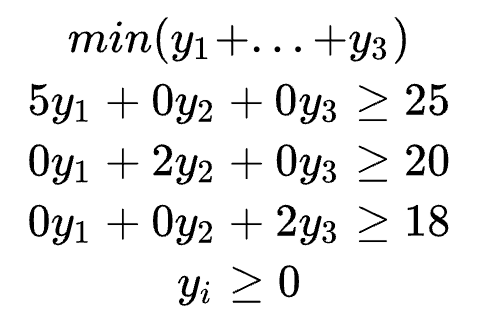 min(y₁+...+y₃)
5y₁ + 0y₂ + 0y₃ ≥ 25
0y₁ + 2y₂ + 0y₃ ≥ 20
0y₁ + 0y₂ + 2y₃ ≥ 18
yᵢ ≥ 0